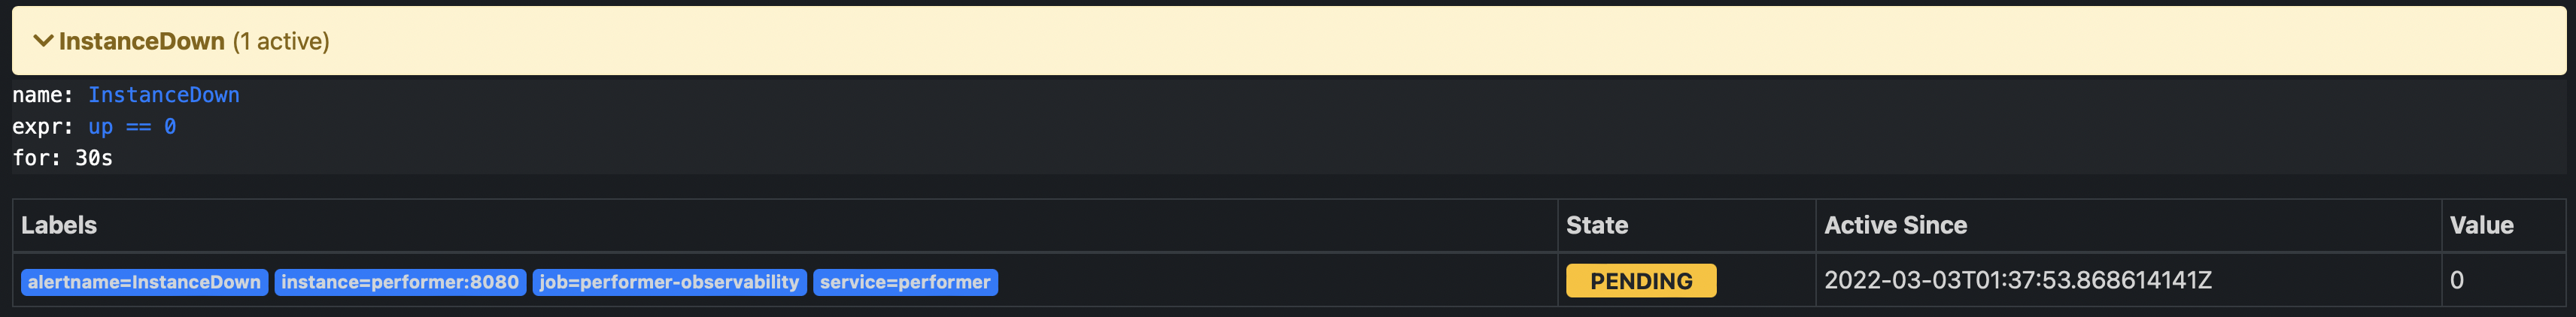 InstanceDown (1 active)
name: InstanceDown
expr: up == 0
for: 30s
Labels State Active Since Value
alertname=InstanceDown instance=performer:8080 job=performer-observability service=performer PENDING 2022-03-03T01:37:53.868614141Z 0